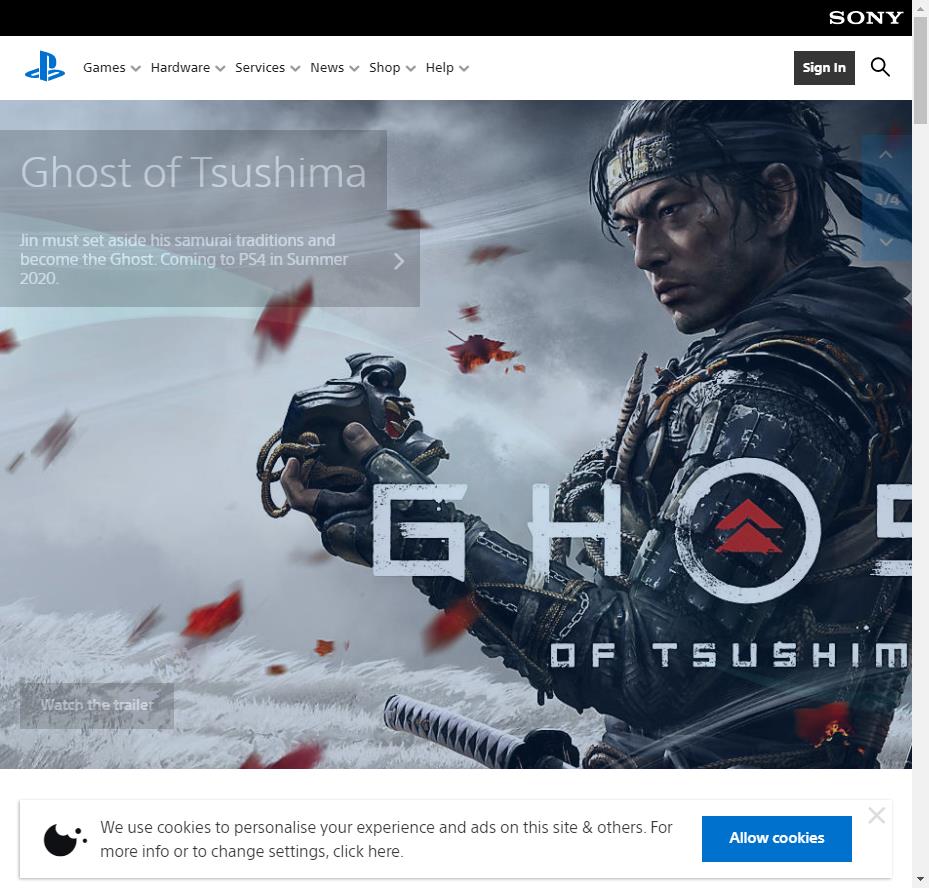 SONY
Games Hardware Services News Shop Help Sign In
Ghost of Tsushima
1/4
Jin must set aside his samurai traditions and
become the Ghost. Coming to PS4 in Summer
2020.
GHOS
OF TSUSHIM
Watch the trailer
We use cookies to personalise your experience and ads on this site & others. For
more info or to change settings, click here.
Allow cookies